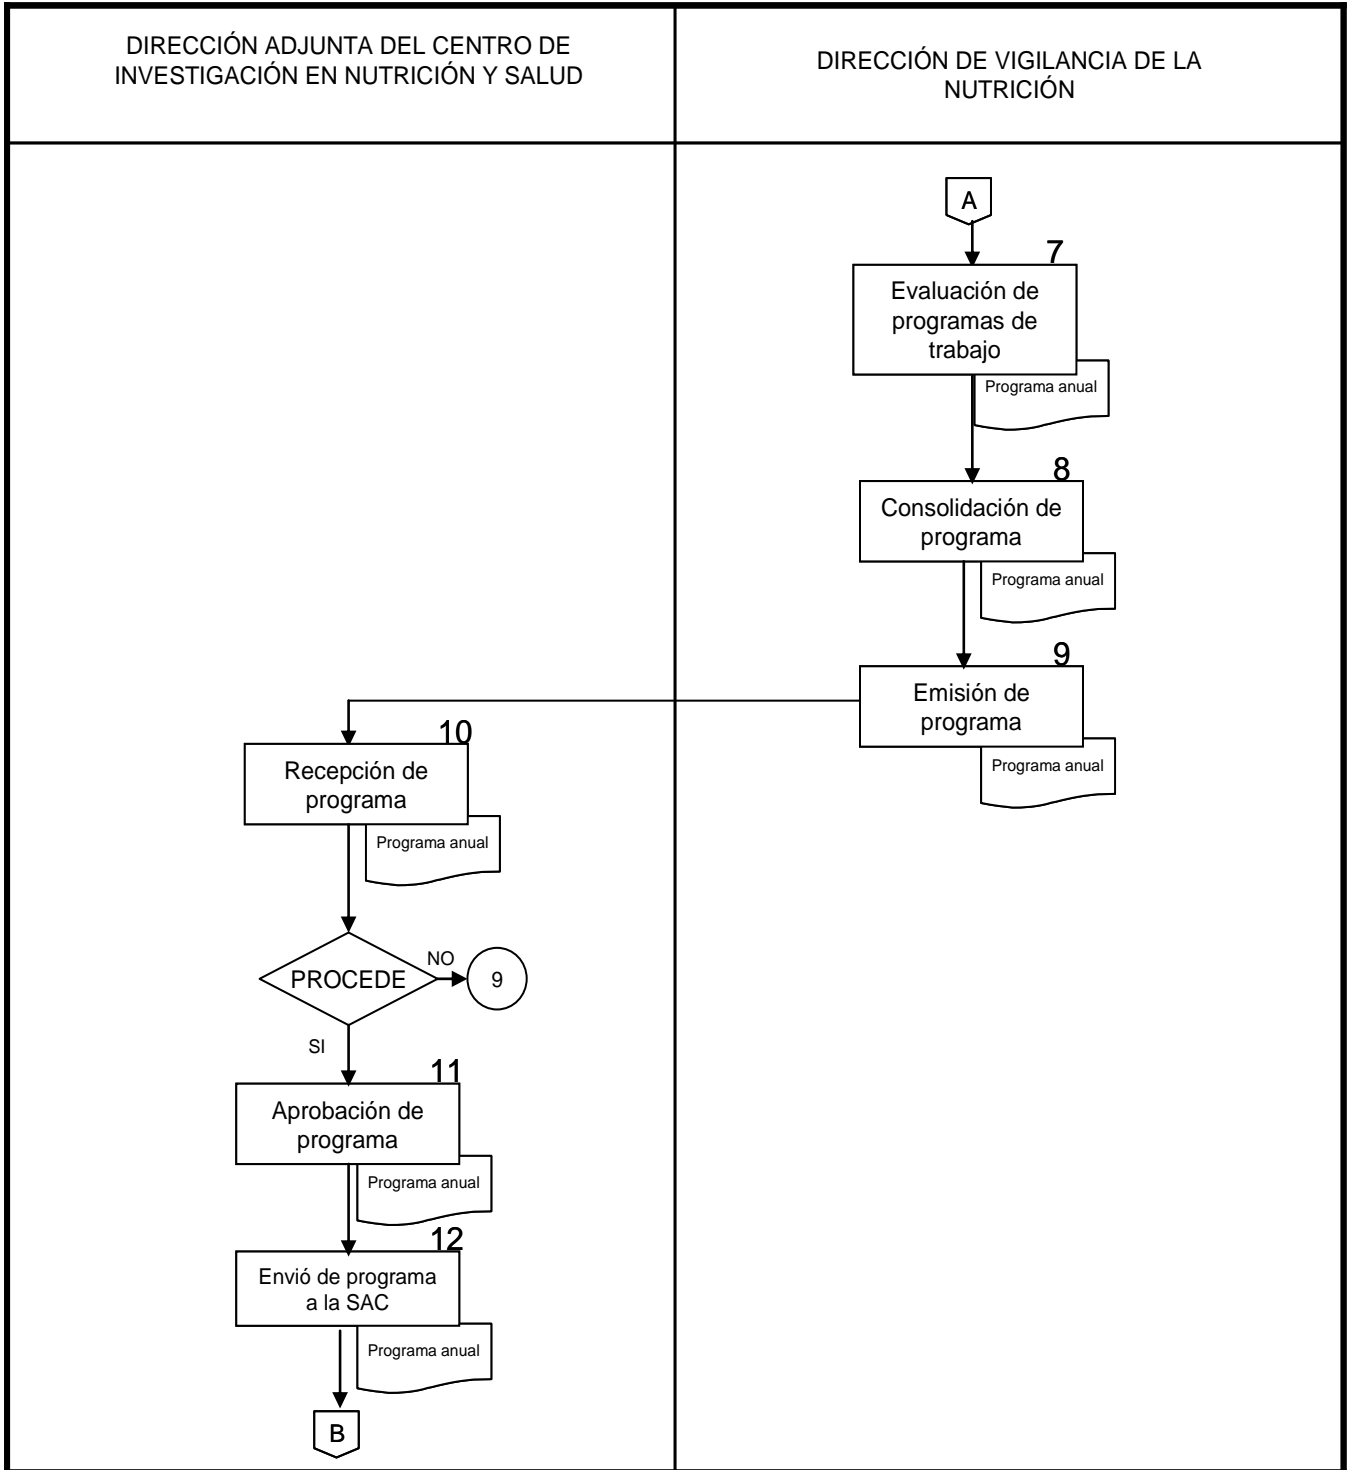 DIRECCIÓN ADJUNTA DEL CENTRO DE
INVESTIGACIÓN EN NUTRICIÓN Y SALUD
DIRECCIÓN DE VIGILANCIA DE LA
NUTRICIÓN
A
7
Evaluación de
programas de
trabajo
Programa anual
8
Consolidación de
programa
Programa anual
9
Emisión de
programa
Programa anual
10
Recepción de
programa
Programa anual
PROCEDE
NO
9
SI
11
Aprobación de
programa
Programa anual
12
Envió de programa
a la SAC
Programa anual
B